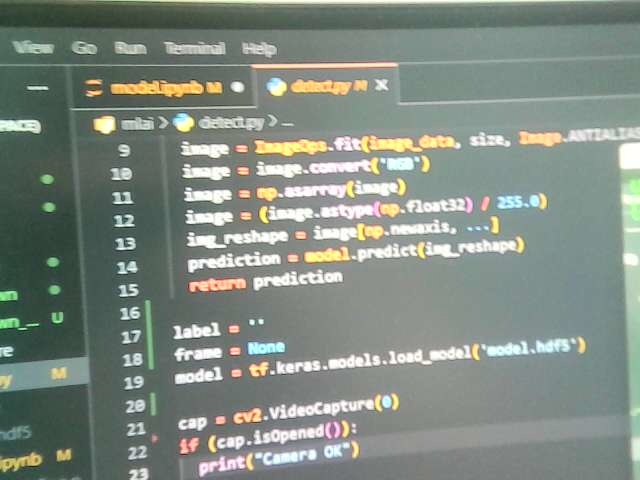 View Go Run Terminal Help
model.ipynb M detect.py M X
mlai > detect.py > ...
9 image = ImageOps.fit(image_data, size, Image.ANTIALIAS
10 image = image.convert('RGB')
11 image = np.asarray(image)
12 image = (image.astype(np.float32) / 255.0)
13 img_reshape = image[np.newaxis, ...]
14 prediction = model.predict(img_reshape)
15 return prediction
16
17 label = ''
18 frame = None
19 model = tf.keras.models.load_model('model.hdf5')
20
21 cap = cv2.VideoCapture(0)
22 if (cap.isOpened()):
23 print("Camera OK")
wn
wn_... U
re
py M
hdf5
ipynb M